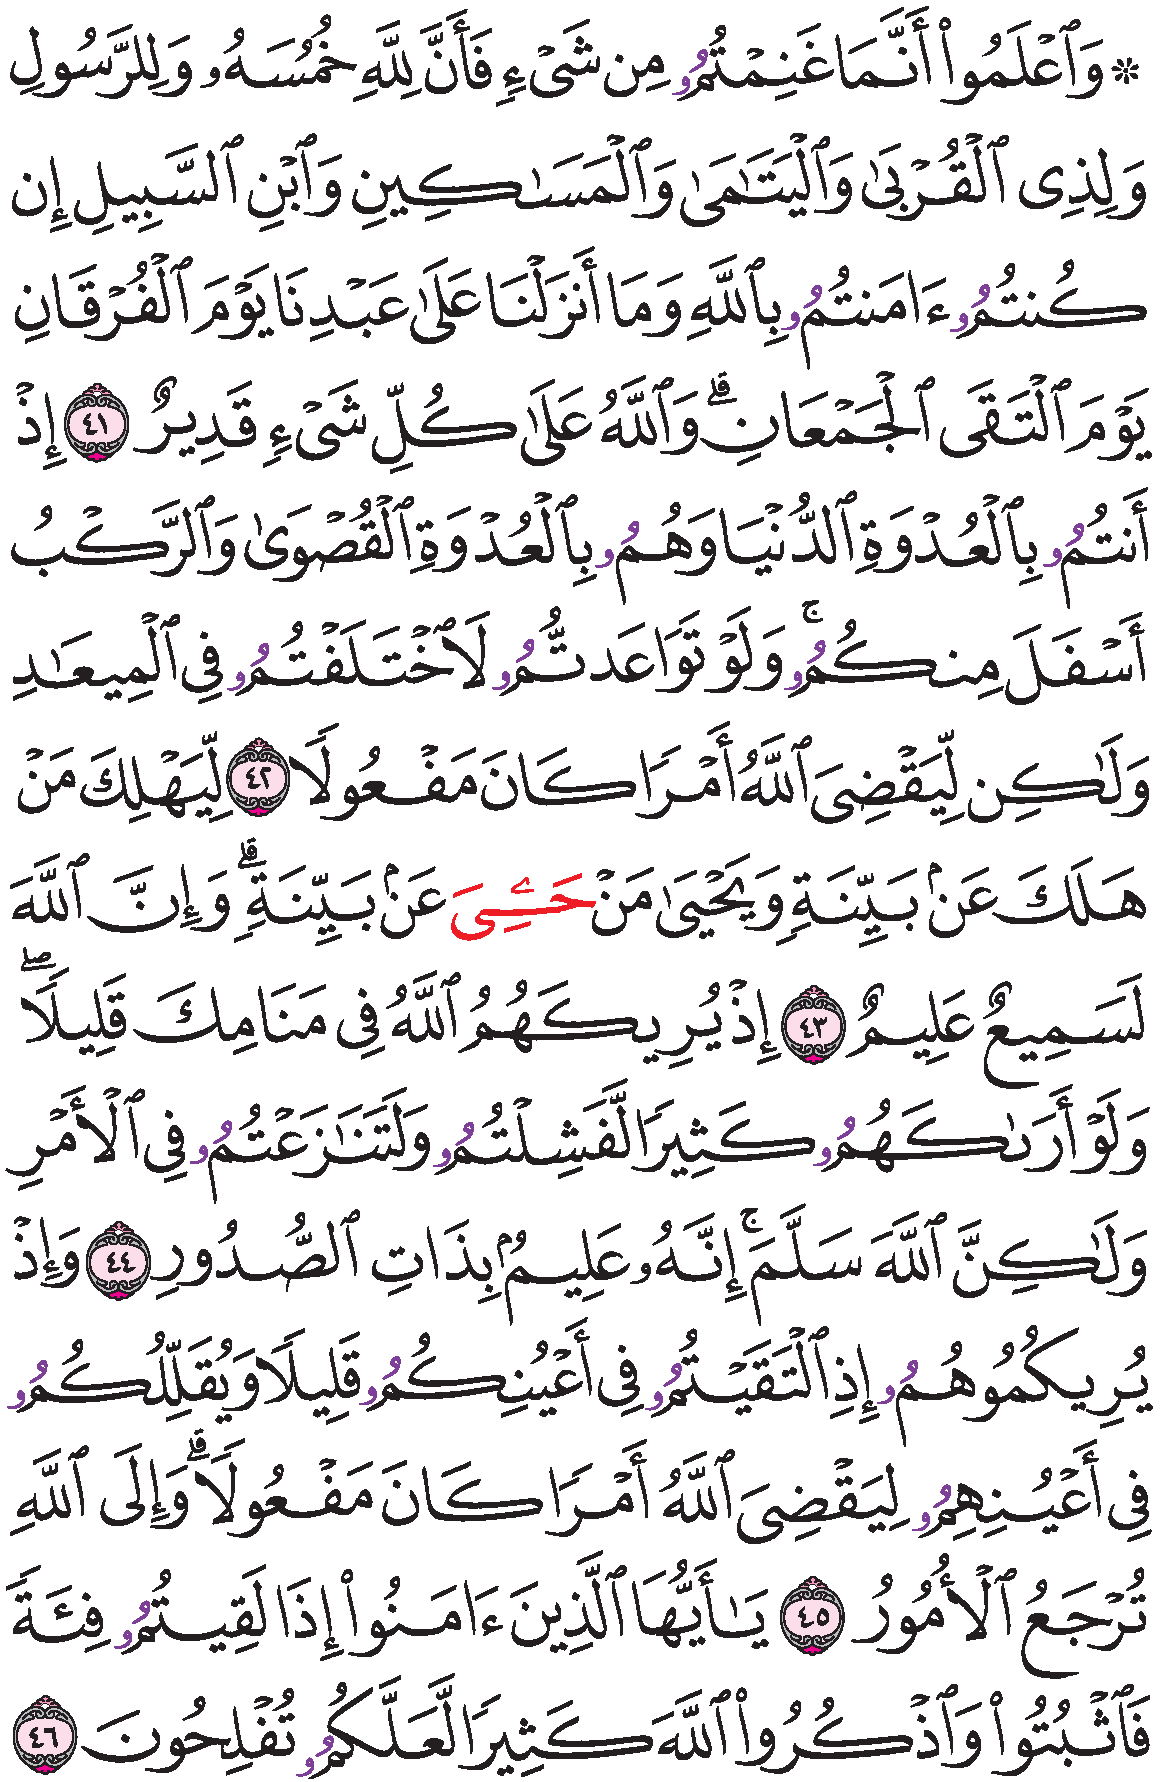 ۞ وَٱعۡلَمُوٓاْ أَنَّمَا غَنِمۡتُمُۥ مِن شَيۡءٖ فَأَنَّ لِلَّهِ خُمُسَهُۥ وَلِلرَّسُولِ
وَلِذِي ٱلۡقُرۡبَىٰ وَٱلۡيَتَٰمَىٰ وَٱلۡمَسَٰكِينِ وَٱبۡنِ ٱلسَّبِيلِ إِن
كُنتُمُۥ ءَامَنتُمُۥ بِٱللَّهِ وَمَا أَنزَلۡنَا عَلَىٰ عَبۡدِنَا يَوۡمَ ٱلۡفُرۡقَانِ
يَوۡمَ ٱلۡتَقَى ٱلۡجَمۡعَانِۗ وَٱللَّهُ عَلَىٰ كُلِّ شَيۡءٖ قَدِيرٌ ٤١ إِذۡ
أَنتُمُۥ بِٱلۡعُدۡوَةِ ٱلدُّنۡيَا وَهُمُۥ بِٱلۡعُدۡوَةِ ٱلۡقُصۡوَىٰ وَٱلرَّكۡبُ
أَسۡفَلَ مِنكُمُۥۚ وَلَوۡ تَوَاعَدتُّمُۥ لَٱخۡتَلَفۡتُمُۥ فِي ٱلۡمِيعَٰدِ
وَلَٰكِن لِّيَقۡضِيَ ٱللَّهُ أَمۡرٗا كَانَ مَفۡعُولٗا ٤٢ لِّيَهۡلِكَ مَنۡ
هَلَكَ عَنۢ بَيِّنَةٖ وَيَحۡيَىٰ مَنۡ حَيِيَ عَنۢ بَيِّنَةٖۗ وَإِنَّ ٱللَّهَ
لَسَمِيعٌ عَلِيمٌ ٤٣ إِذۡ يُرِيكَهُمُ ٱللَّهُ فِي مَنَامِكَ قَلِيلٗاۖ
وَلَوۡ أَرَىٰكَهُمُۥ كَثِيرٗا لَّفَشِلۡتُمُۥ وَلَتَنَٰزَعۡتُمُۥ فِي ٱلۡأَمۡرِ
وَلَٰكِنَّ ٱللَّهَ سَلَّمَۚ إِنَّهُۥ عَلِيمُۢ بِذَاتِ ٱلصُّدُورِ ٤٤ وَإِذۡ
يُرِيكُمُوهُمُۥ إِذِ ٱلۡتَقَيۡتُمُۥ فِي أَعۡيُنِكُمُۥ قَلِيلٗا وَيُقَلِّلُكُمُۥ
فِي أَعۡيُنِهِمُۥ لِيَقۡضِيَ ٱللَّهُ أَمۡرٗا كَانَ مَفۡعُولٗاۗ وَإِلَى ٱللَّهِ
تُرۡجَعُ ٱلۡأُمُورُ ٤٥ يَٰأَيُّهَا ٱلَّذِينَ ءَامَنُواْ إِذَا لَقِيتُمُۥ فِئَةٗ
فَٱثۡبُتُواْ وَٱذۡكُرُواْ ٱللَّهَ كَثِيرٗا لَّعَلَّكُمُۥ تُفۡلِحُونَ ٤٦